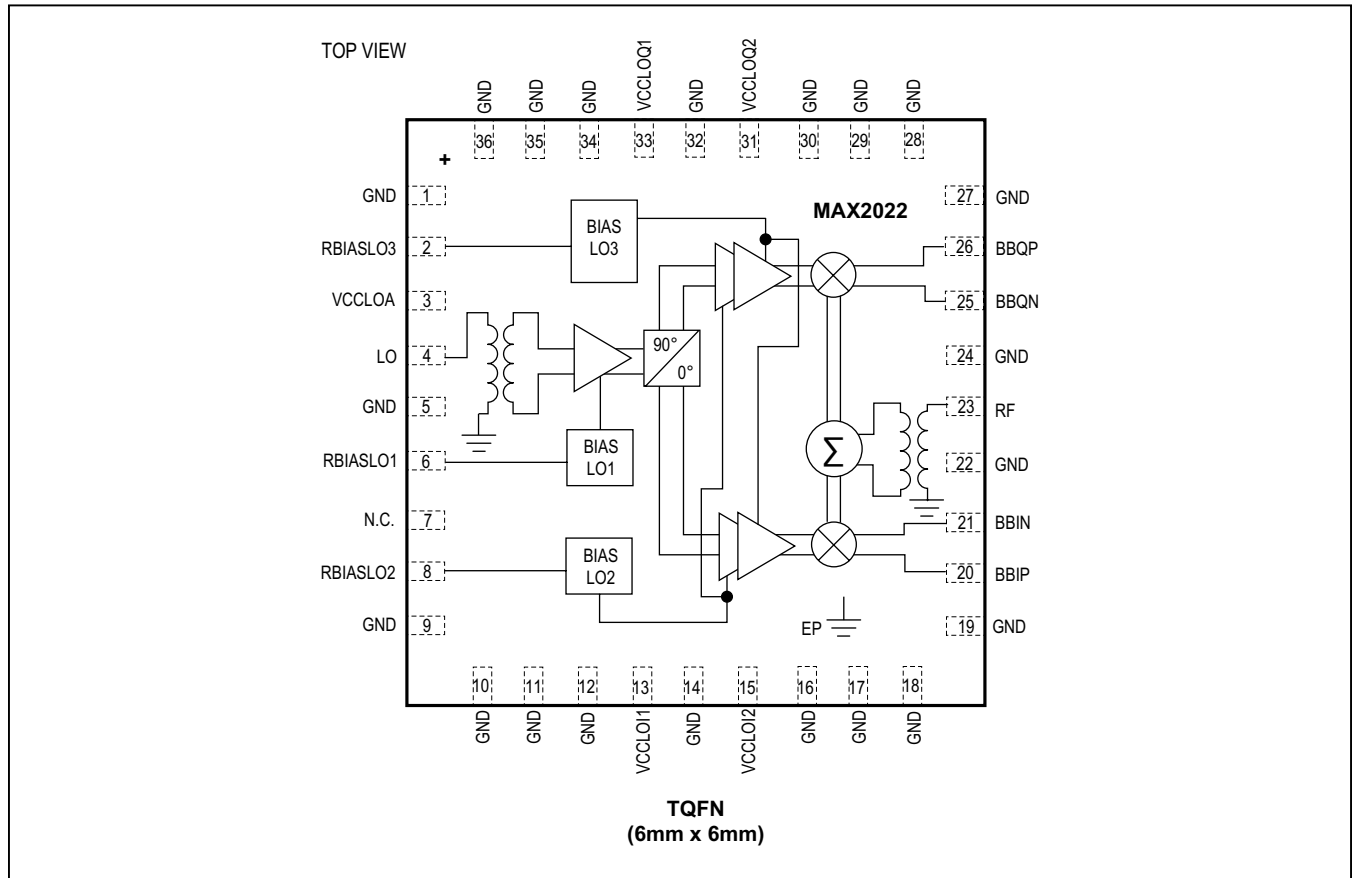 TOP VIEW
GND
GND
GND
VCCLOQ1
GND
VCCLOQ2
GND
GND
GND
36
35
34
33
32
31
30
29
28
+
MAX2022
GND 1
27 GND
RBIASLO3 2
BIAS
LO3
26 BBQP
VCCLOA 3
25 BBQN
LO 4
90°
0°
24 GND
GND 5
23 RF
RBIASLO1 6
BIAS
LO1
Σ
22 GND
N.C. 7
21 BBIN
RBIASLO2 8
BIAS
LO2
20 BBIP
GND 9
EP
19 GND
10
11
12
13
14
15
16
17
18
GND
GND
GND
VCCLOI1
GND
VCCLOI2
GND
GND
GND
TQFN
(6mm x 6mm)